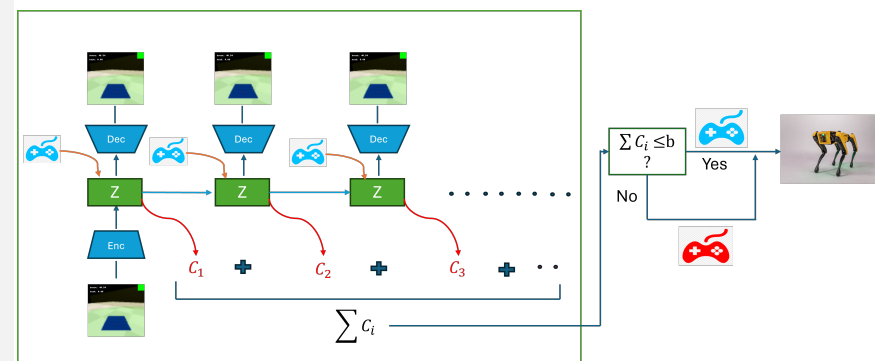 Dec
Dec
Dec
Z
Z
Z
Enc
C₁
C₂
C₃
∑ Cᵢ
∑ Cᵢ ≤b
?
Yes
No